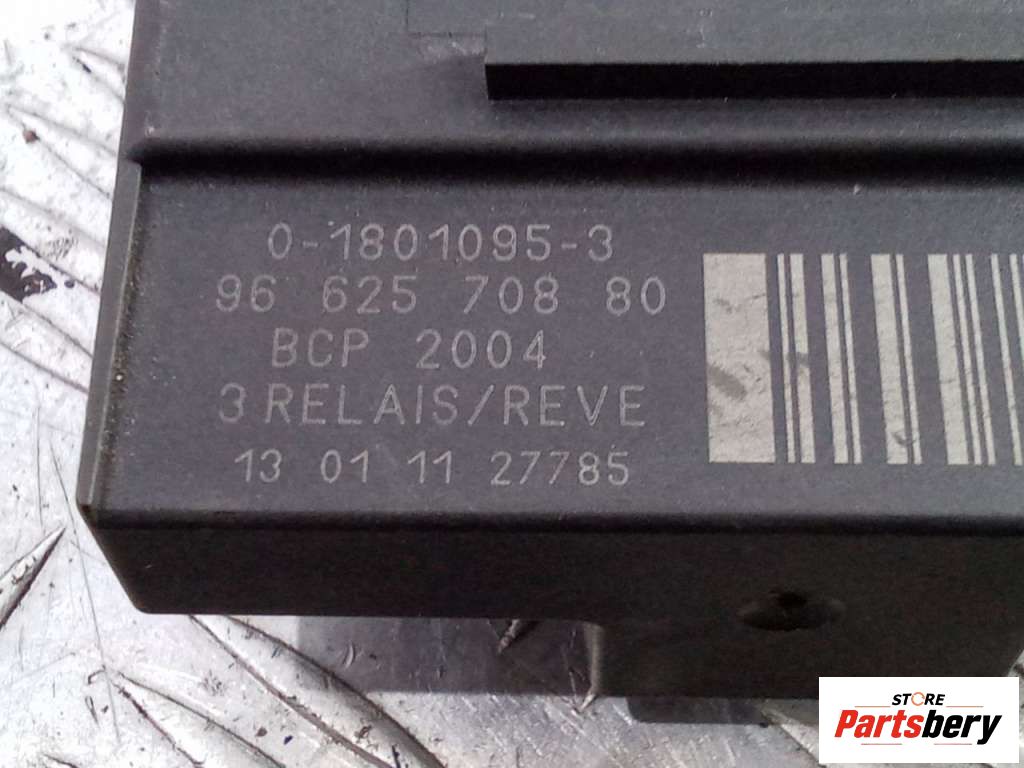 0-1801095-3
96 625 708 80
BCP 2004
3 RELAIS/REVE
13 01 11 27785
STORE
Partsbery